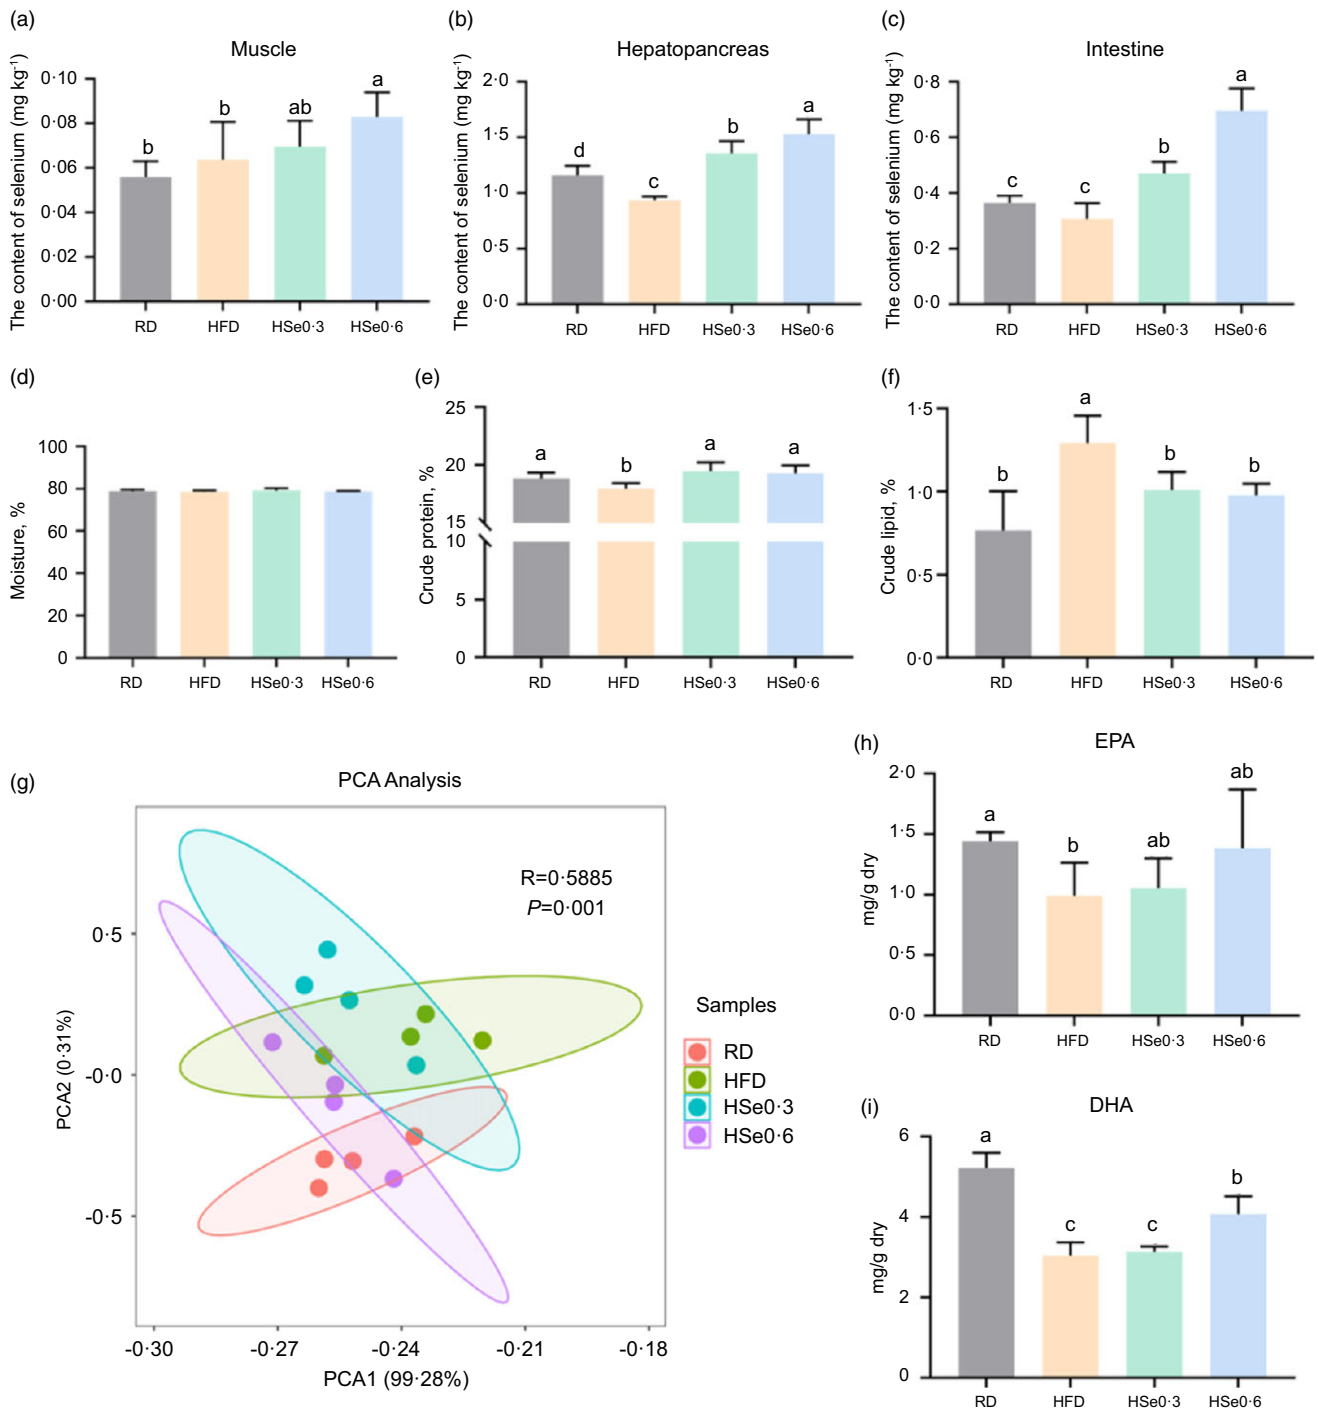 (a)
Muscle
The content of selenium (mg kg⁻¹)
0·10
0·08
0·06
0·04
0·02
0·00
b
b
ab
a
RD
HFD
HSe0·3
HSe0·6
(b)
Hepatopancreas
The content of selenium (mg kg⁻¹)
2·0
1·5
1·0
0·5
0·0
d
c
b
a
RD
HFD
HSe0·3
HSe0·6
(c)
Intestine
The content of selenium (mg kg⁻¹)
0·8
0·6
0·4
0·2
0·0
c
c
b
a
RD
HFD
HSe0·3
HSe0·6
(d)
Moisture, %
100
80
60
40
20
0
RD
HFD
HSe0·3
HSe0·6
(e)
Crude protein, %
25
20
15
10
5
0
a
b
a
a
RD
HFD
HSe0·3
HSe0·6
(f)
Crude lipid, %
1·5
1·0
0·5
0·0
b
a
b
b
RD
HFD
HSe0·3
HSe0·6
(g)
PCA Analysis
R=0·5885
P=0·001
PCA2 (0·31%)
0·5
-0·0
-0·5
-0·30
-0·27
-0·24
-0·21
-0·18
PCA1 (99·28%)
Samples
RD
HFD
HSe0·3
HSe0·6
(h)
EPA
mg/g dry
2·0
1·5
1·0
0·5
0·0
a
b
ab
ab
RD
HFD
HSe0·3
HSe0·6
(i)
DHA
mg/g dry
6
4
2
0
a
c
c
b
RD
HFD
HSe0·3
HSe0·6